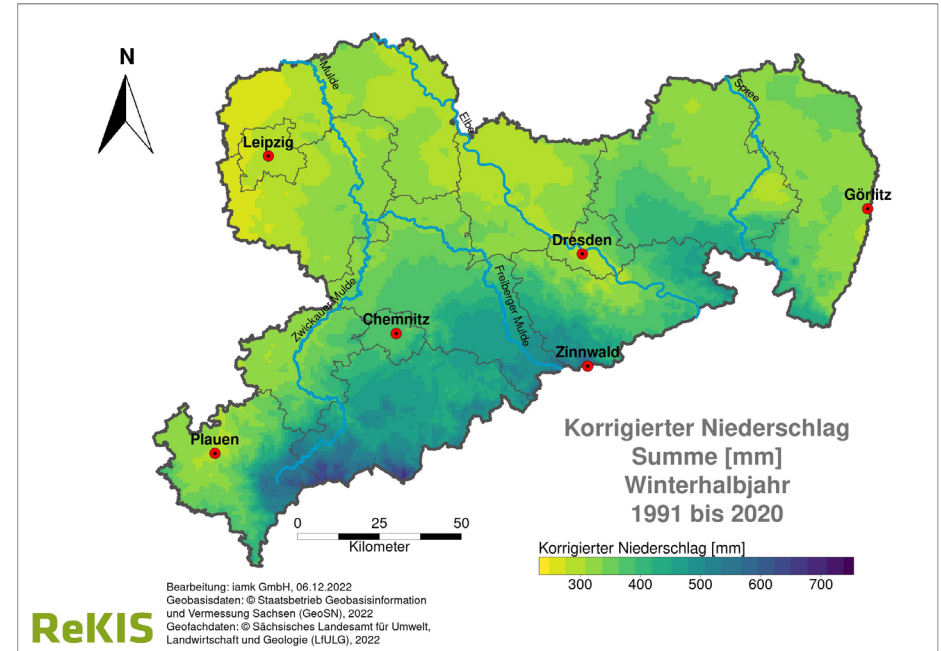 N
Mulde
Elbe
Spree
Leipzig
Görlitz
Dresden
Freiberger Mulde
Zwickauer Mulde
Chemnitz
Zinnwald
Plauen
Korrigierter Niederschlag
Summe [mm]
Winterhalbjahr
1991 bis 2020
0 25 50
Kilometer
Korrigierter Niederschlag [mm]
300 400 500 600 700
Bearbeitung: iamk GmbH, 06.12.2022
Geobasisdaten: © Staatsbetrieb Geobasisinformation
und Vermessung Sachsen (GeoSN), 2022
Geofachdaten: © Sächsisches Landesamt für Umwelt,
Landwirtschaft und Geologie (LfULG), 2022
ReKIS